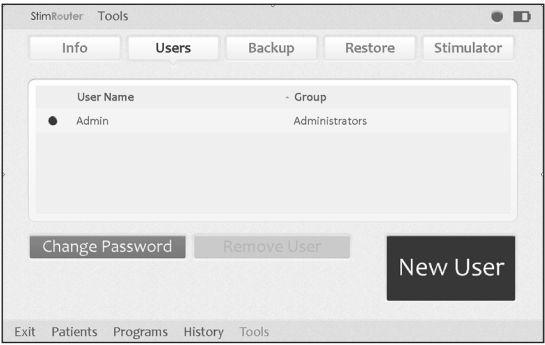 StimRouter Tools
Info Users Backup Restore Stimulator
User Name - Group
Admin Administrators
Change Password Remove User
New User
Exit Patients Programs History Tools